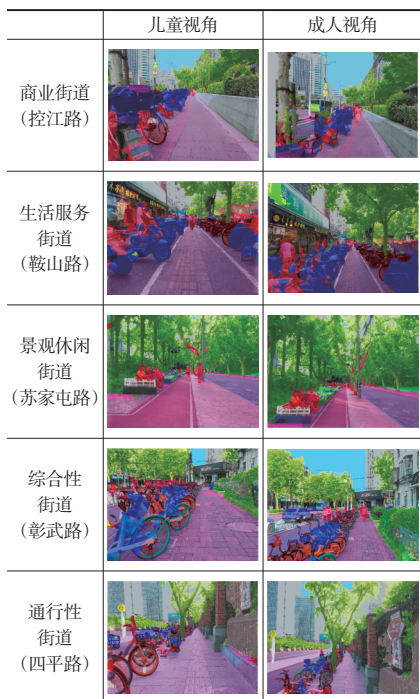 儿童视角 成人视角
商业街道
（控江路）
生活服务
街道
（鞍山路）
景观休闲
街道
（苏家屯路）
综合性
街道
（彰武路）
通行性
街道
（四平路）